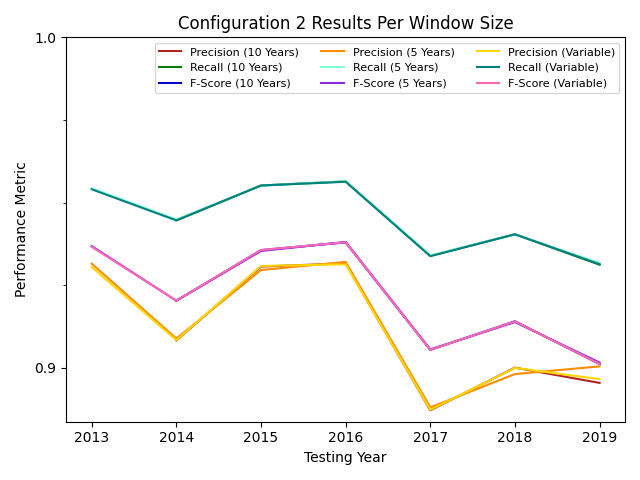 Configuration 2 Results Per Window Size
Precision (10 Years)
Recall (10 Years)
F-Score (10 Years)
Precision (5 Years)
Recall (5 Years)
F-Score (5 Years)
Precision (Variable)
Recall (Variable)
F-Score (Variable)
Performance Metric
1.0
0.9
2013 2014 2015 2016 2017 2018 2019
Testing Year